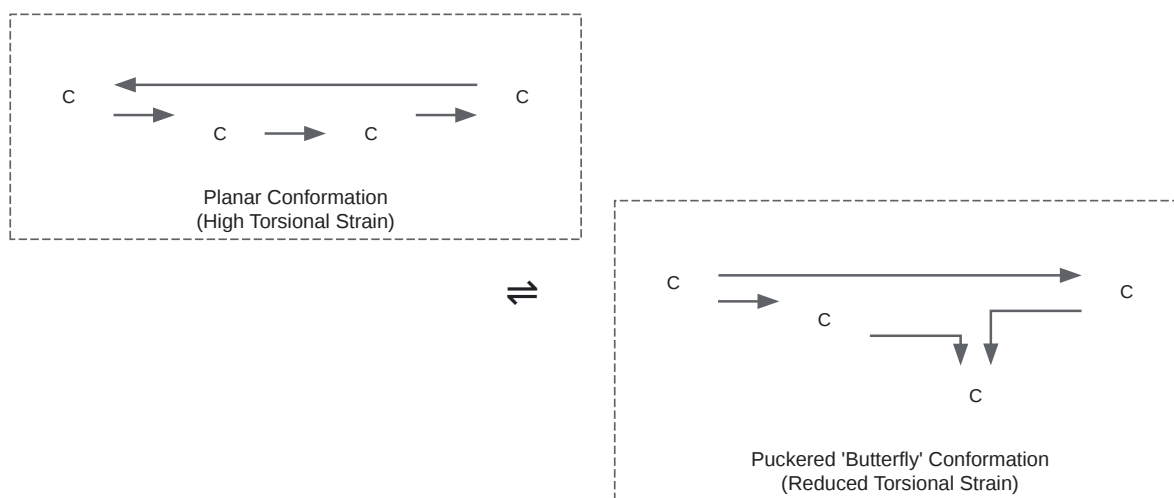 C
C
C
C
Planar Conformation
(High Torsional Strain)
⇌
C
C
C
C
Puckered 'Butterfly' Conformation
(Reduced Torsional Strain)